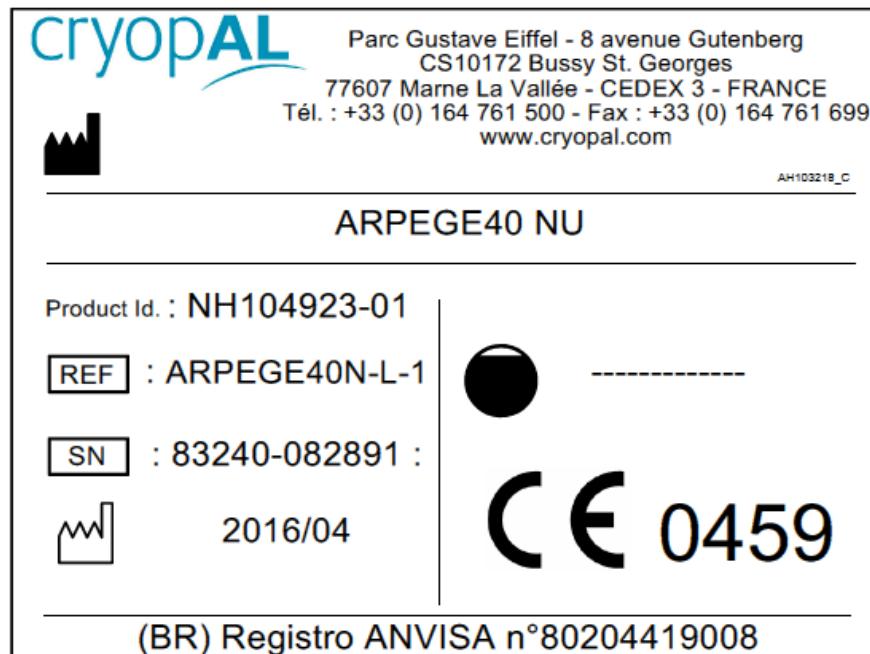 cryopAL
Parc Gustave Eiffel - 8 avenue Gutenberg
CS10172 Bussy St. Georges
77607 Marne La Vallée - CEDEX 3 - FRANCE
Tél. : +33 (0) 164 761 500 - Fax : +33 (0) 164 761 699
www.cryopal.com
AH103218_C
ARPEGE40 NU
Product Id. : NH104923-01
REF : ARPEGE40N-L-1
-------------
SN : 83240-082891 :
2016/04
CE 0459
(BR) Registro ANVISA n°80204419008